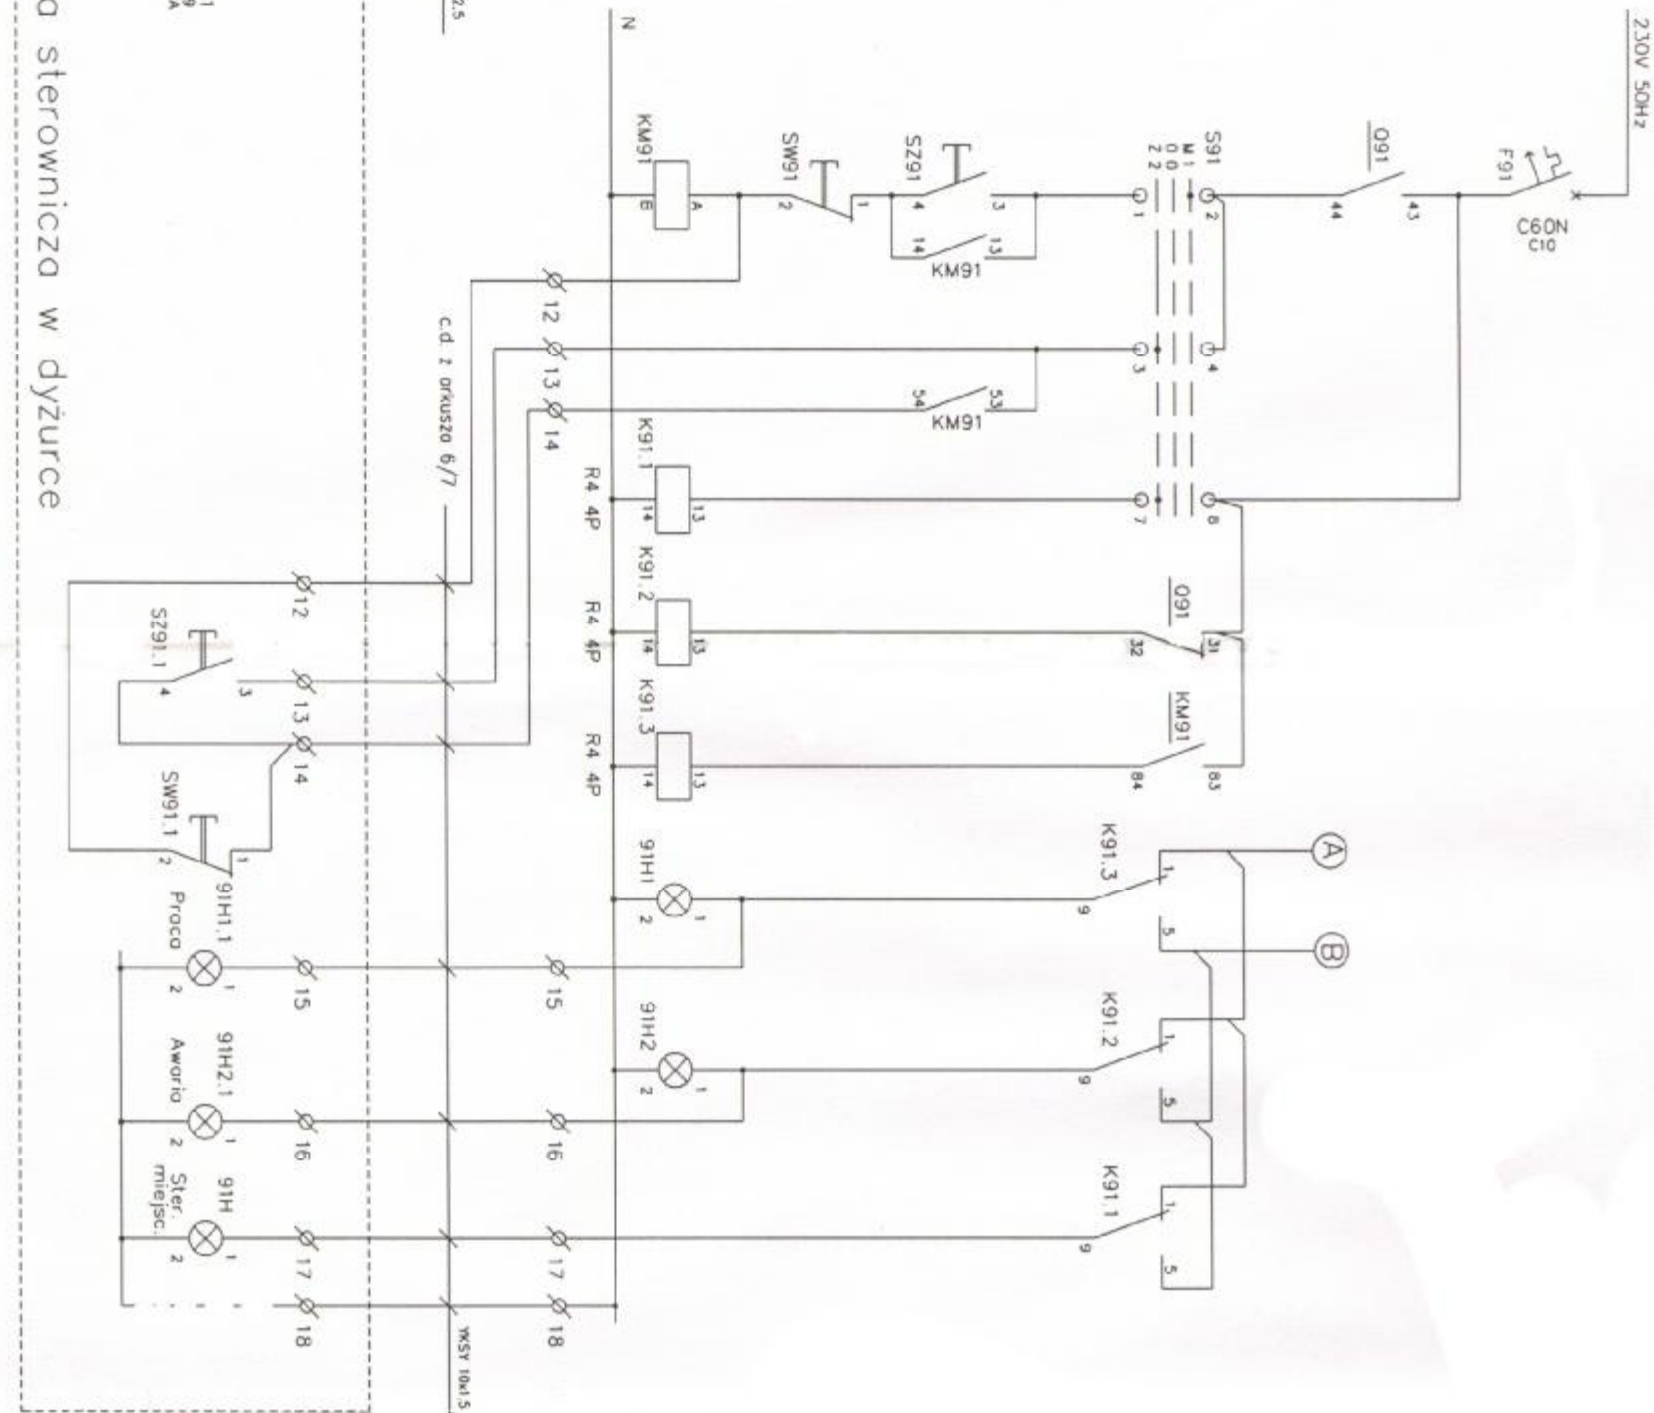 230V 50Hz
F91
C60N
C10
Q91
43
44
S91
M 1
0 0
Z 2
2
1
4
3
8
7
SZ91
3
4
13
14
KM91
SW91
1
2
KM91
A
B
N
53
54
KM91
12
13
14
K91.1
13
14
R4 4P
K91.2
13
14
R4 4P
K91.3
13
14
R4 4P
Q91
31
32
KM91
83
84
A
B
K91.3
1
5
9
K91.2
1
5
9
K91.1
1
5
9
91H1
1
2
91H2
1
2
15
16
17
18
2.5
c.d. z arkusza 6/7
YKSY 10x1.5
12
13
14
15
16
17
18
SZ91.1
3
4
SW91.1
1
2
91H1.1
Praca
1
2
91H2.1
Awaria
1
2
91H
Ster.
miejsc.
1
2
1
9
A
a sterownicza w dyżurce